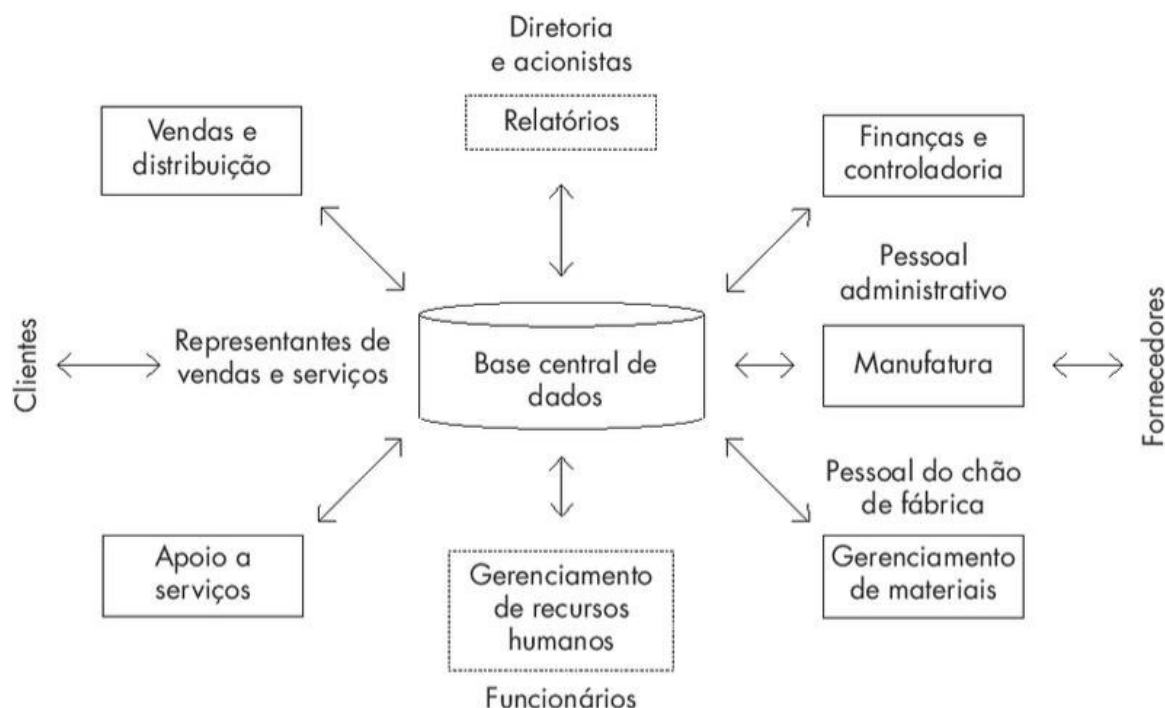 Diretoria
e acionistas
Relatórios
Vendas e
distribuição
Finanças e
controladoria
Pessoal
administrativo
Clientes
Representantes de
vendas e serviços
Base central de
dados
Manufatura
Fornecedores
Pessoal do chão
de fábrica
Apoio a
serviços
Gerenciamento
de recursos
humanos
Gerenciamento
de materiais
Funcionários